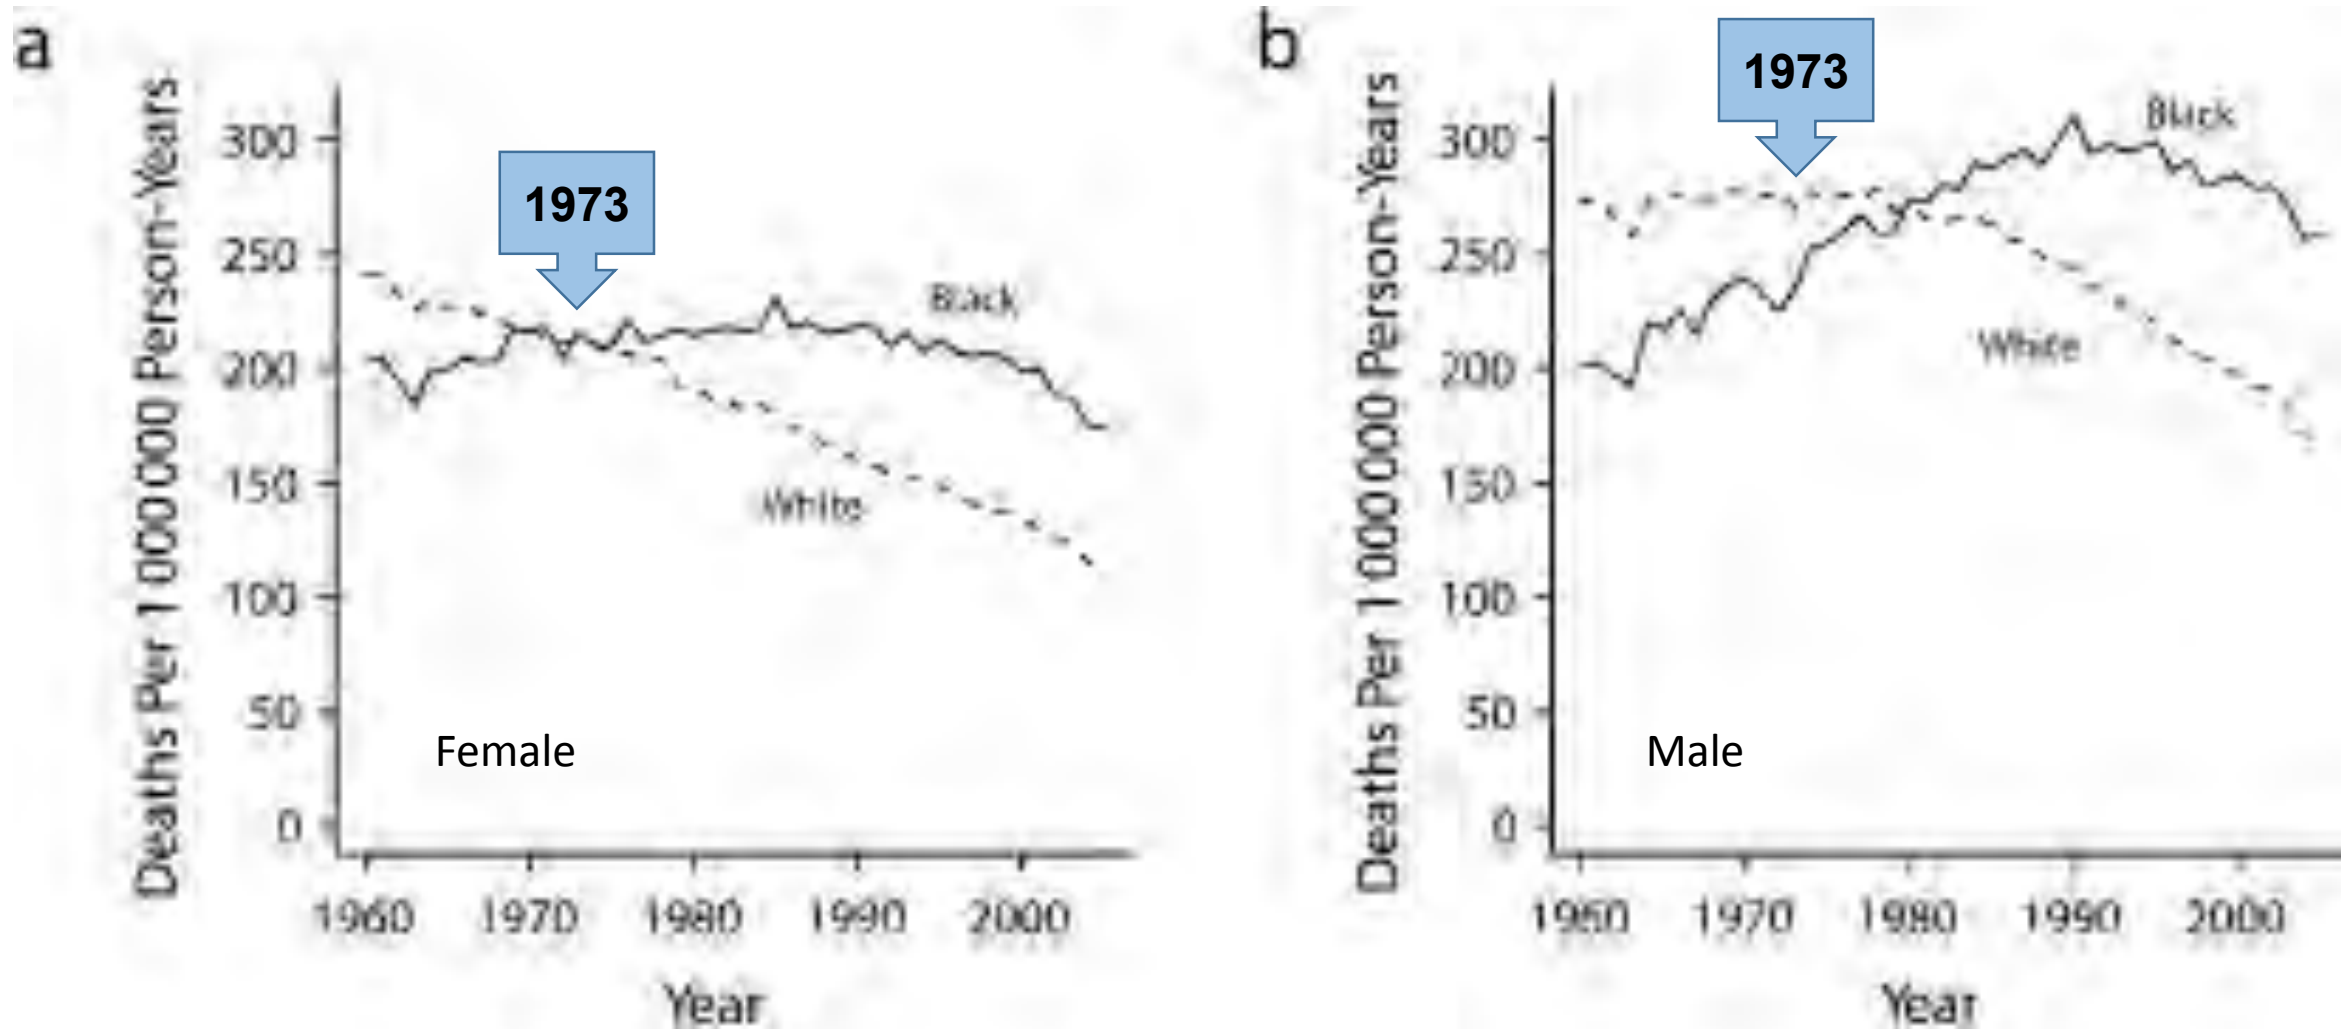 a
1973
Deaths Per 1 000 000 Person-Years
300
250
200
150
100
50
0
Black
White
Female
1960 1970 1980 1990 2000
Year
b
1973
Deaths Per 1 000 000 Person-Years
300
250
200
150
100
50
0
Black
White
Male
1960 1970 1980 1990 2000
Year